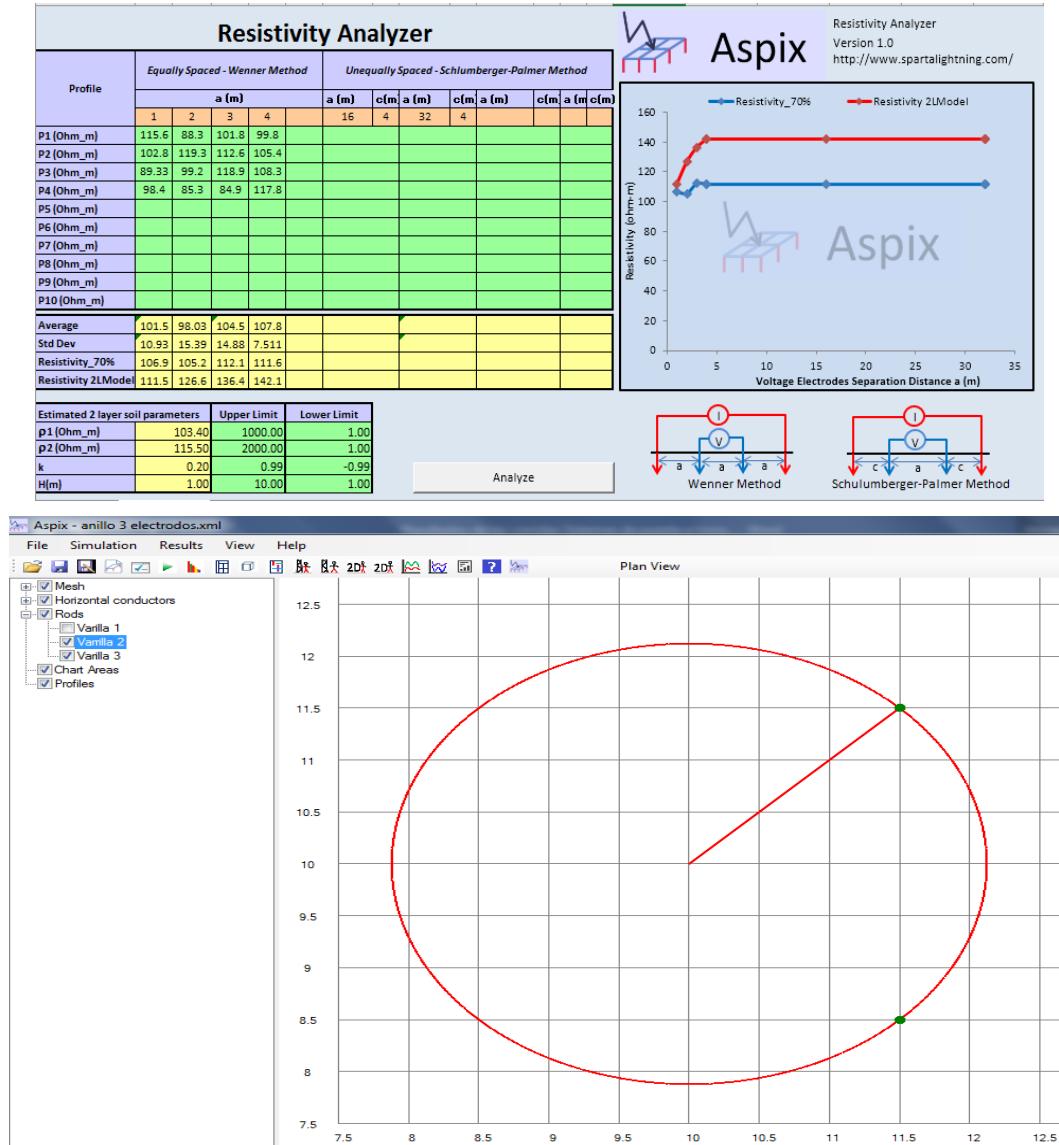 Resistivity Analyzer
Aspix
Resistivity Analyzer
Version 1.0
http://www.spartalightning.com/
Profile
Equally Spaced - Wenner Method
Unequally Spaced - Schlumberger-Palmer Method
a (m)
a (m) c(m) a (m) c(m) a (m) c(m) a (m c(m)
1 2 3 4 16 4 32 4
P1 (Ohm_m) 115.6 88.3 101.8 99.8
P2 (Ohm_m) 102.8 119.3 112.6 105.4
P3 (Ohm_m) 89.33 99.2 118.9 108.3
P4 (Ohm_m) 98.4 85.3 84.9 117.8
P5 (Ohm_m)
P6 (Ohm_m)
P7 (Ohm_m)
P8 (Ohm_m)
P9 (Ohm_m)
P10 (Ohm_m)
Average 101.5 98.03 104.5 107.8
Std Dev 10.93 15.39 14.88 7.511
Resistivity_70% 106.9 105.2 112.1 111.6
Resistivity 2LModel 111.5 126.6 136.4 142.1
Resistivity_70%
Resistivity 2LModel
160
140
120
100
80
60
40
20
0
Resistivity (ohm-m)
Aspix
0 5 10 15 20 25 30 35
Voltage Electrodes Separation Distance a (m)
Estimated 2 layer soil parameters Upper Limit Lower Limit
ρ1(Ohm_m) 103.40 1000.00 1.00
ρ2(Ohm_m) 115.50 2000.00 1.00
k 0.20 0.99 -0.99
H(m) 1.00 10.00 1.00
Analyze
I
V
a a a
Wenner Method
I
V
c a c
Schulumberger-Palmer Method
Aspix - anillo 3 electrodos.xml
File Simulation Results View Help
2D 2D ? Plan View
Mesh
Horizontal conductors
Rods
Varilla 1
Varrilla 2
Varilla 3
Chart Areas
Profiles
12.5
12
11.5
11
10.5
10
9.5
9
8.5
8
7.5
7.5 8 8.5 9 9.5 10 10.5 11 11.5 12 12.5